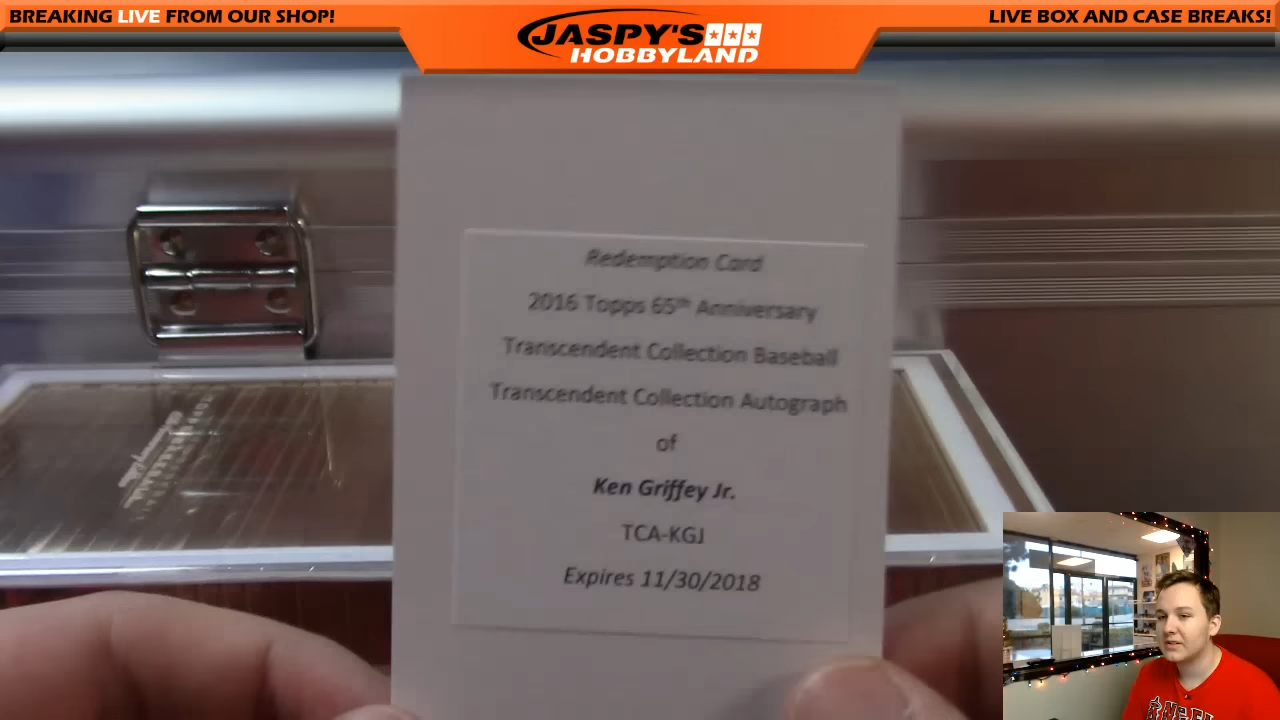 BREAKING LIVE FROM OUR SHOP!
JASPY'S
HOBBYLAND
LIVE BOX AND CASE BREAKS!
Redemption Card
2016 Topps 65th Anniversary
Transcendent Collection Baseball
Transcendent Collection Autograph
of
Ken Griffey Jr.
TCA-KGJ
Expires 11/30/2018